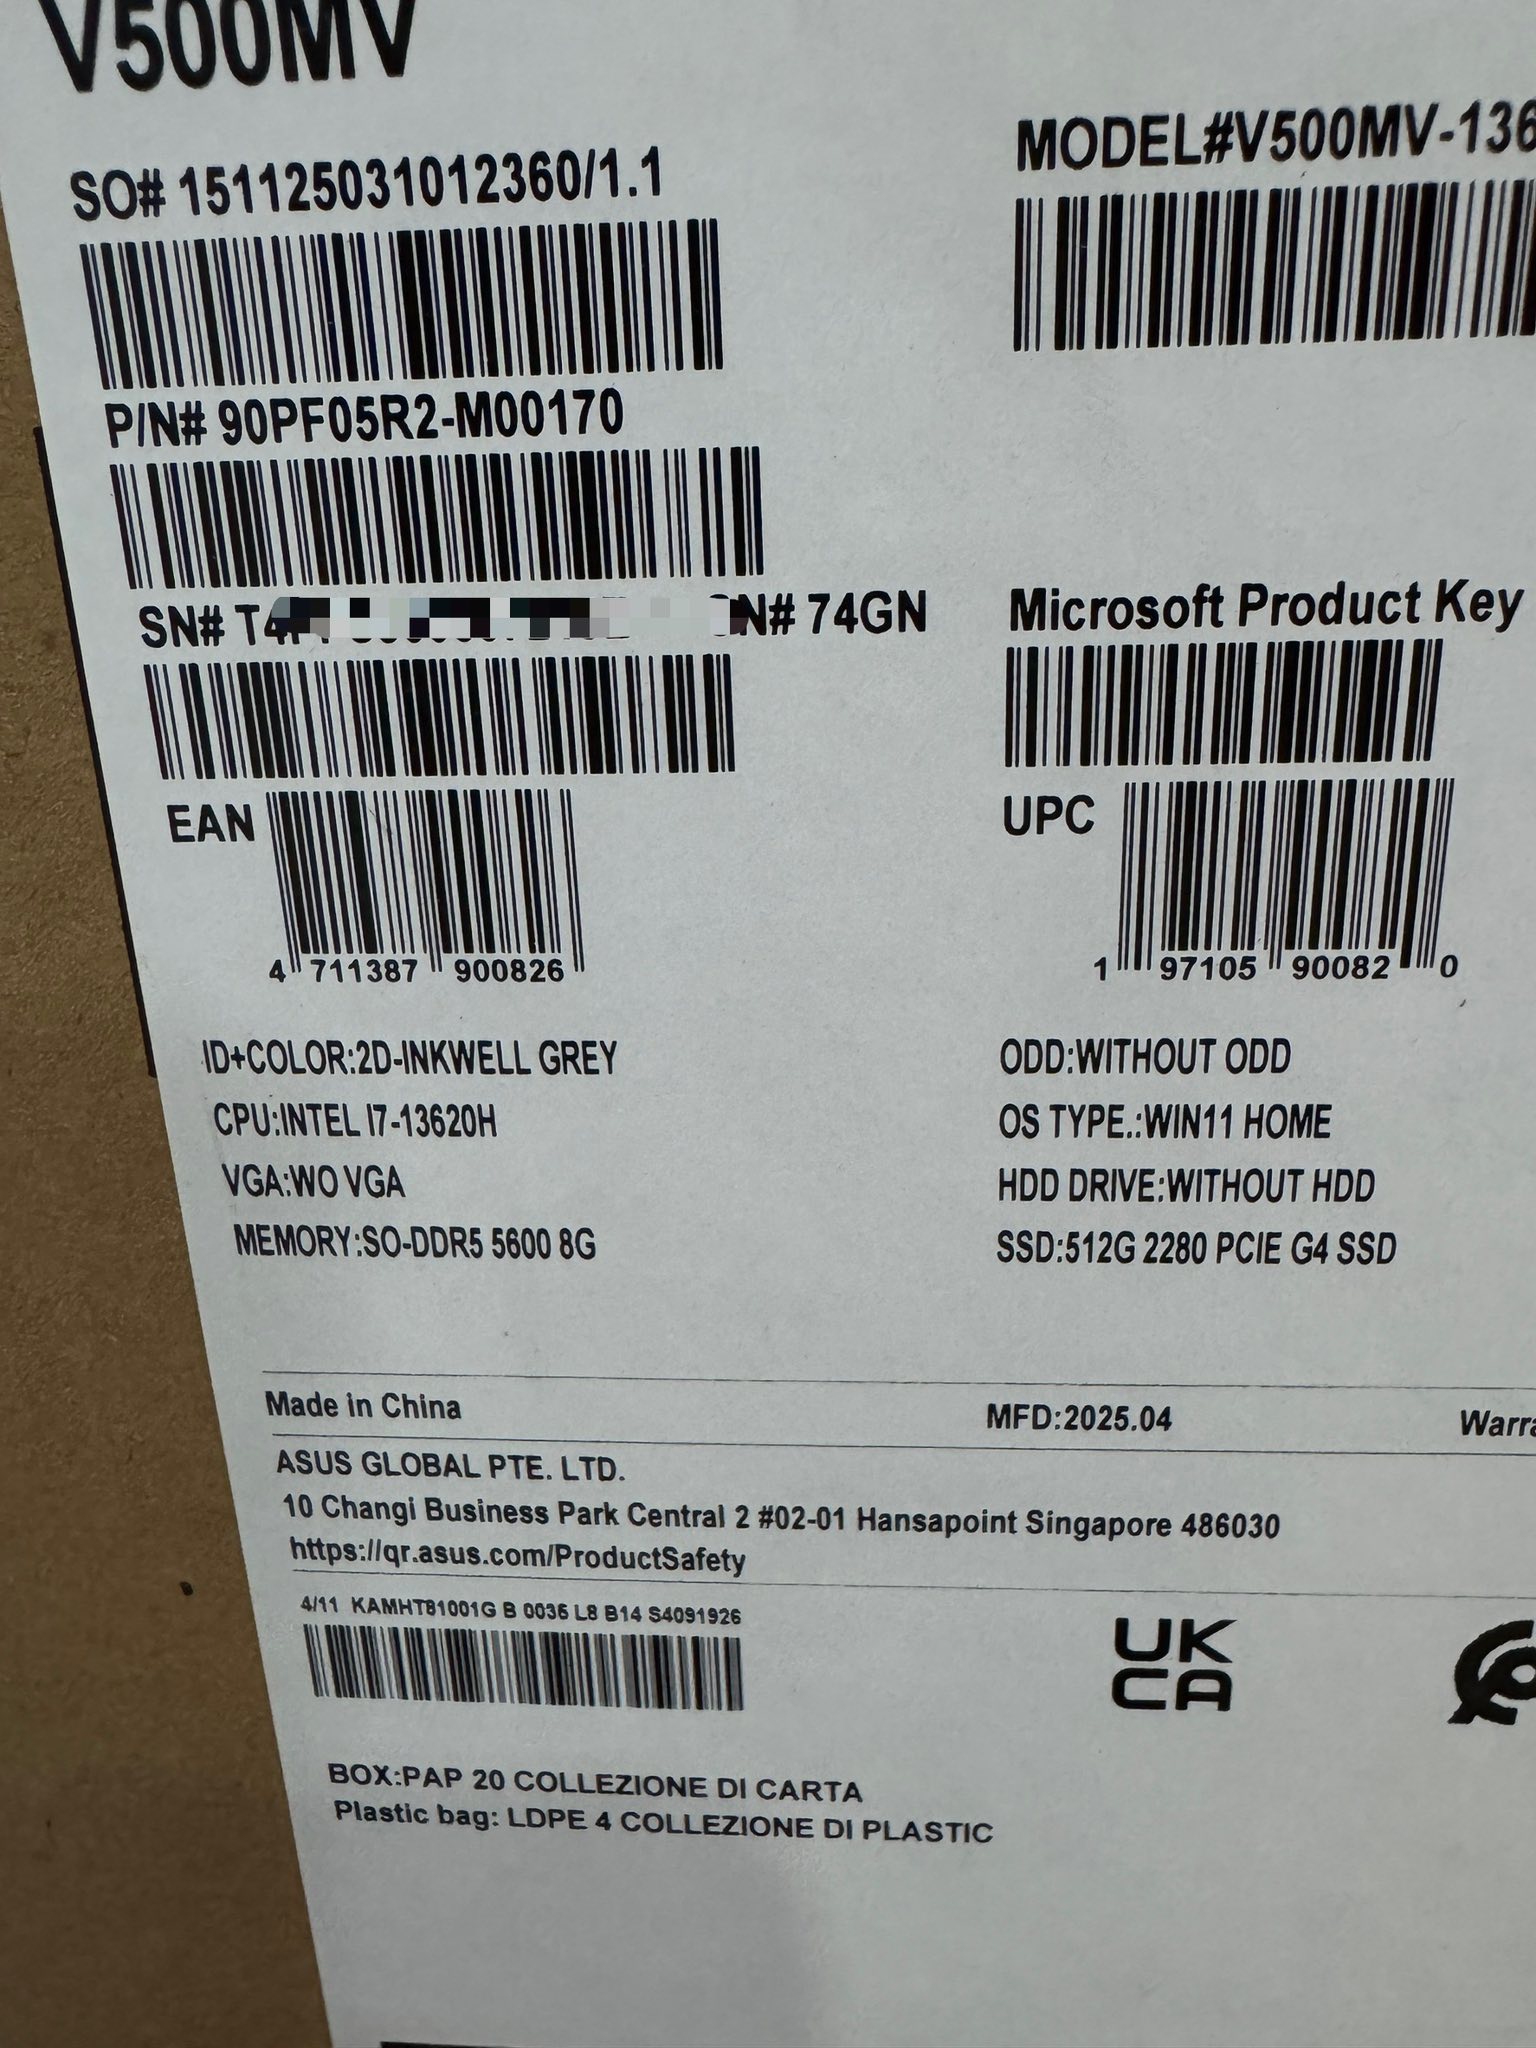 V500MV
SO# 151125031012360/1.1
MODEL#V500MV-136
P/N# 90PF05R2-M00170
SN# 74GN
Microsoft Product Key
EAN
4 711387 900826
UPC
1 97105 90082 0
ID+COLOR:2D-INKWELL GREY
ODD:WITHOUT ODD
CPU:INTEL I7-13620H
OS TYPE.:WIN11 HOME
VGA:WO VGA
HDD DRIVE:WITHOUT HDD
MEMORY:SO-DDR5 5600 8G
SSD:512G 2280 PCIE G4 SSD
Made in China
MFD:2025.04
ASUS GLOBAL PTE. LTD.
10 Changi Business Park Central 2 #02-01 Hansapoint Singapore 486030
https://qr.asus.com/ProductSafety
4/11 KAMHT81001G B 0036 L8 B14 S4091926
UK
CA
BOX:PAP 20 COLLEZIONE DI CARTA
Plastic bag: LDPE 4 COLLEZIONE DI PLASTIC